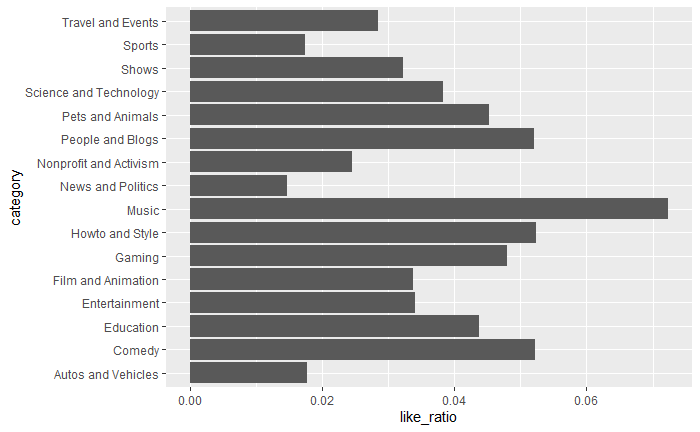 Travel and Events
Sports
Shows
Science and Technology
Pets and Animals
People and Blogs
Nonprofit and Activism
News and Politics
Music
Howto and Style
Gaming
Film and Animation
Entertainment
Education
Comedy
Autos and Vehicles
category
0.00 0.02 0.04 0.06
like_ratio